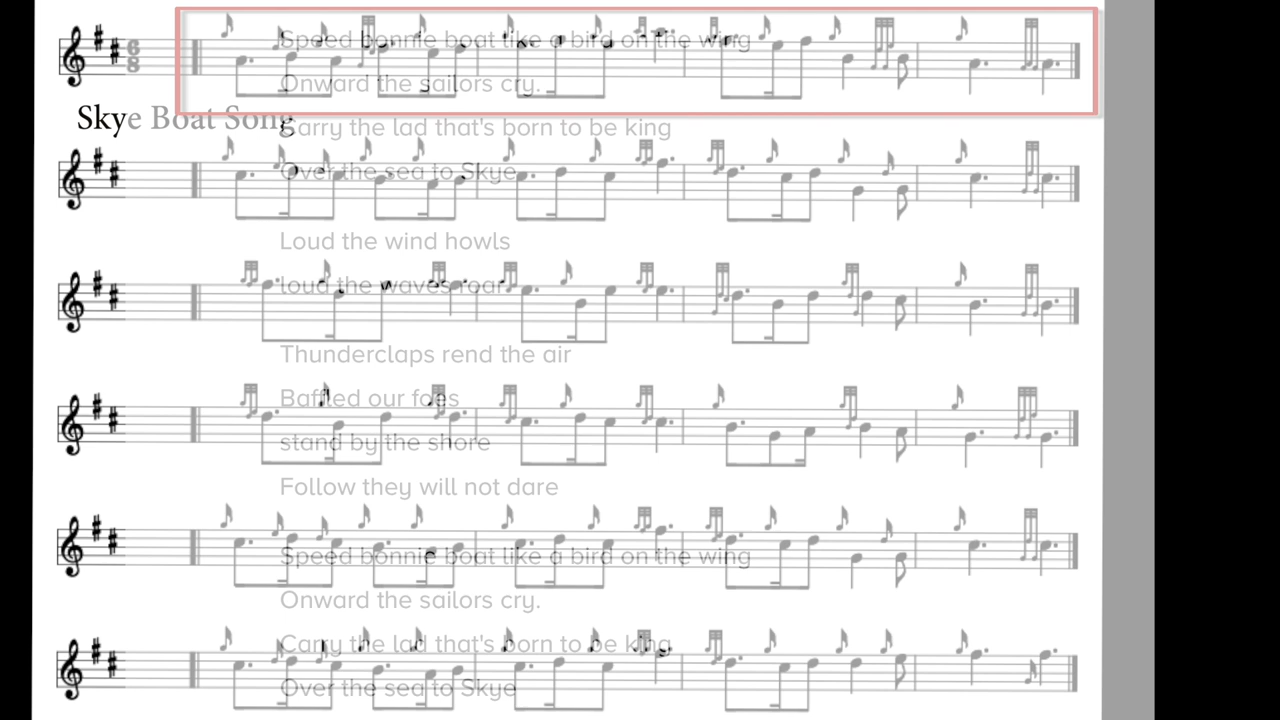 Speed bonnie boat like a bird on the wing
Onward the sailors cry.
Skye Boat Song
Carry the lad that's born to be king
Over the sea to Skye
Loud the wind howls
loud the waves roar
Thunderclaps rend the air
Baffled our foes
stand by the shore
Follow they will not dare
Speed bonnie boat like a bird on the wing
Onward the sailors cry.
Carry the lad that's born to be king
Over the sea to Skye